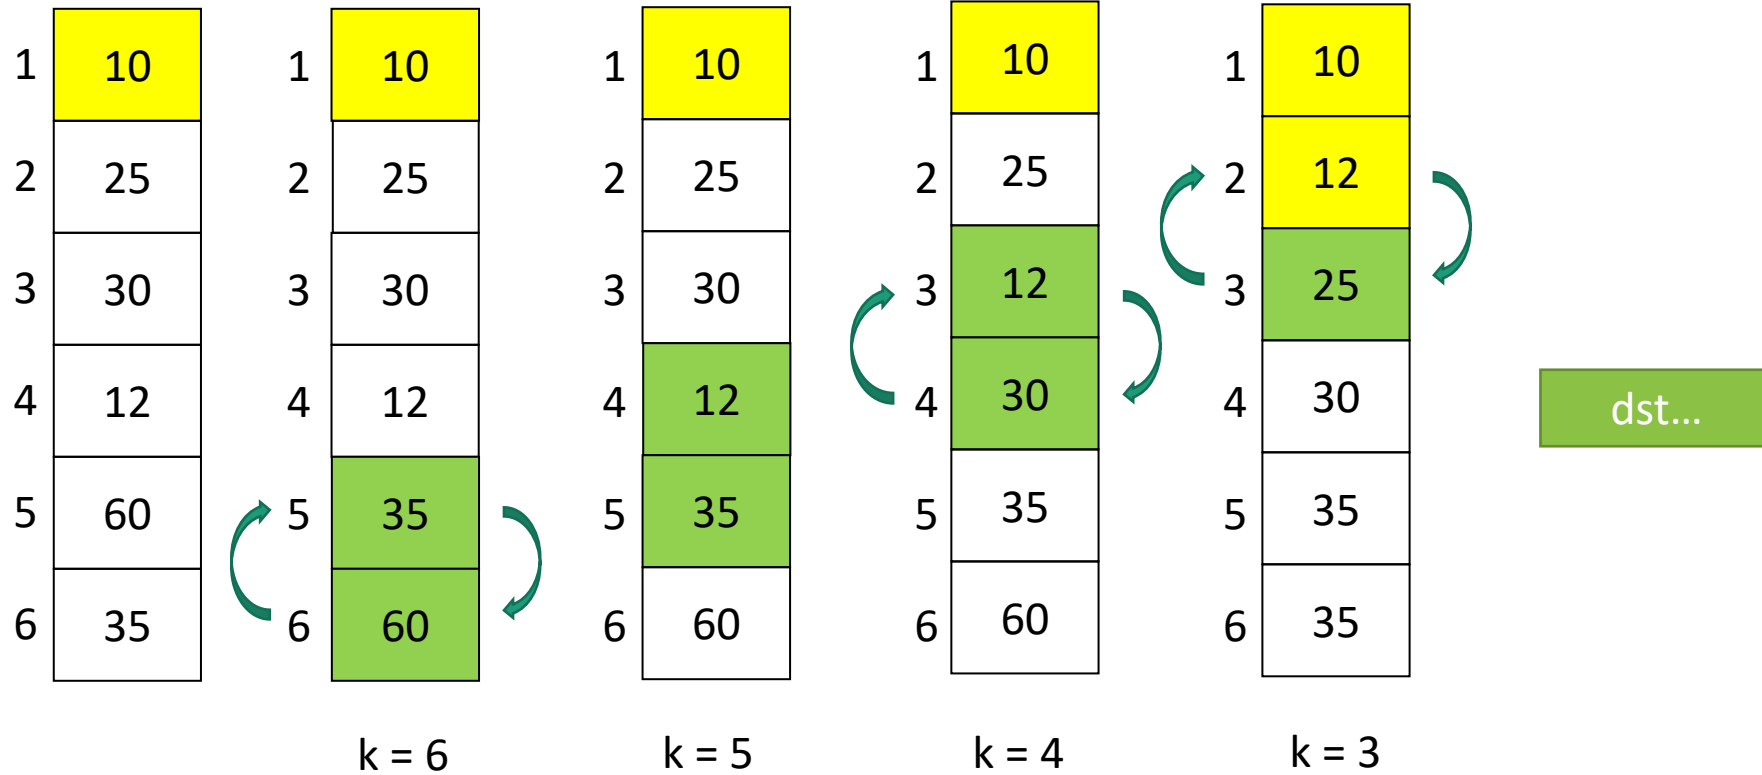 1 10 1 10 1 10 1 10 1 10
2 25 2 25 2 25 2 25 2 12
3 30 3 30 3 30 3 12 3 25
4 12 4 12 4 12 4 30 4 30
dst...
5 60 5 35 5 35 5 35 5 35
6 35 6 60 6 60 6 60 6 35
k = 6 k = 5 k = 4 k = 3